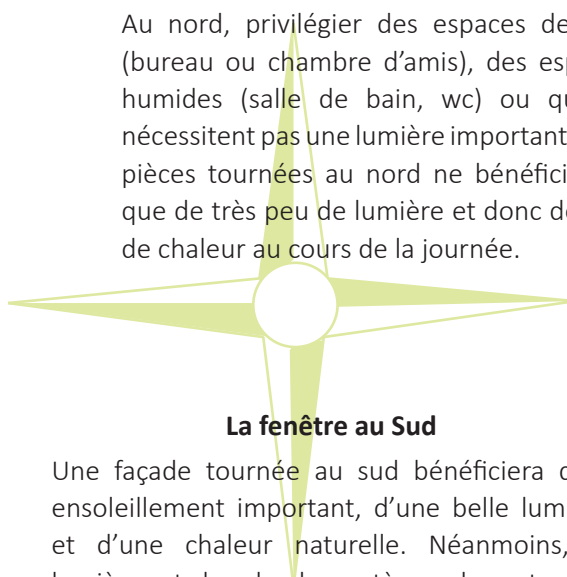 Au nord, privilégier des espaces de
(bureau ou chambre d’amis), des esp
humides (salle de bain, wc) ou qu
nécessitent pas une lumière important
pièces tournées au nord ne bénéfici
que de très peu de lumière et donc de
de chaleur au cours de la journée.
La fenêtre au Sud
Une façade tournée au sud bénéficiera d
ensoleillement important, d’une belle lum
et d’une chaleur naturelle. Néanmoins,